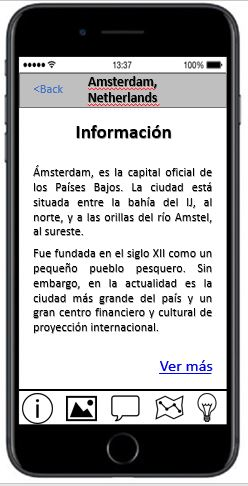 13:37 100%
<Back Amsterdam,
Netherlands
Información
Ámsterdam, es la capital oficial de
los Países Bajos. La ciudad está
situada entre la bahía del IJ, al
norte, y a las orillas del río Amstel,
al sureste.
Fue fundada en el siglo XII como un
pequeño pueblo pesquero. Sin
embargo, en la actualidad es la
ciudad más grande del país y un
gran centro financiero y cultural de
proyección internacional.
Ver más